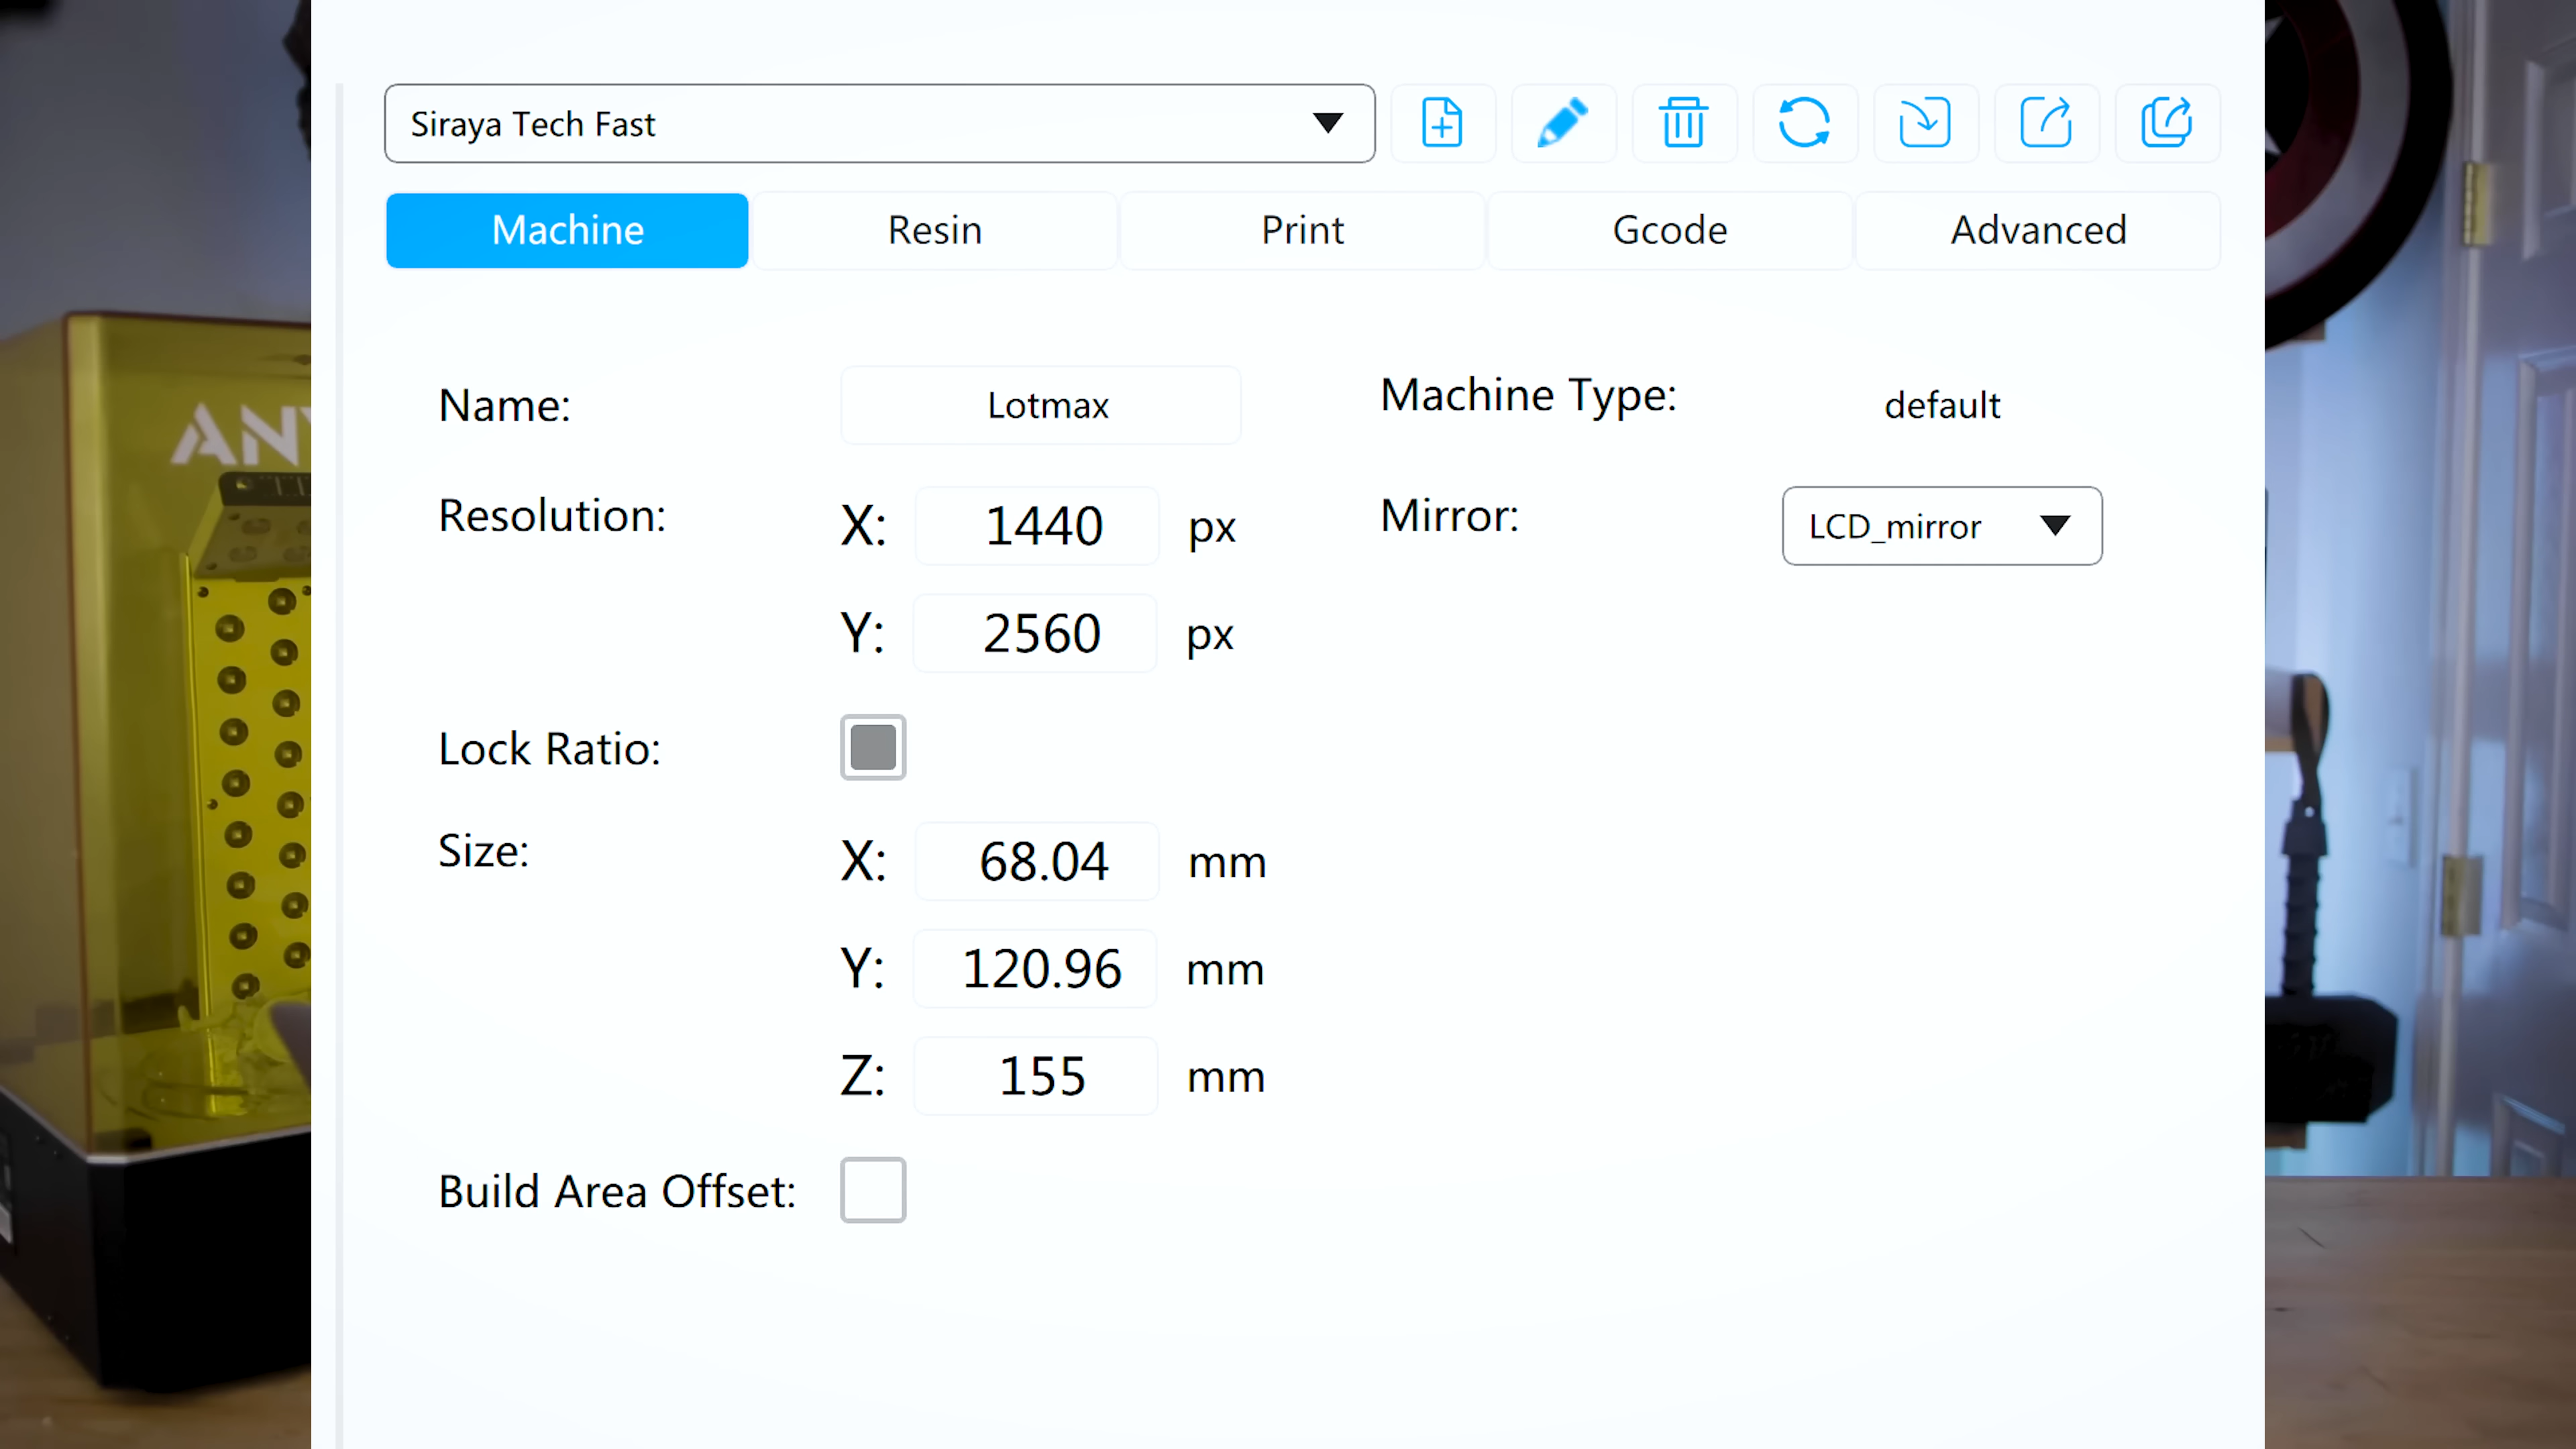 Siraya Tech Fast
Machine Resin Print Gcode Advanced
Name: Lotmax Machine Type: default
Resolution: X: 1440 px Mirror: LCD_mirror
Y: 2560 px
Lock Ratio:
Size: X: 68.04 mm
Y: 120.96 mm
Z: 155 mm
Build Area Offset:
AN